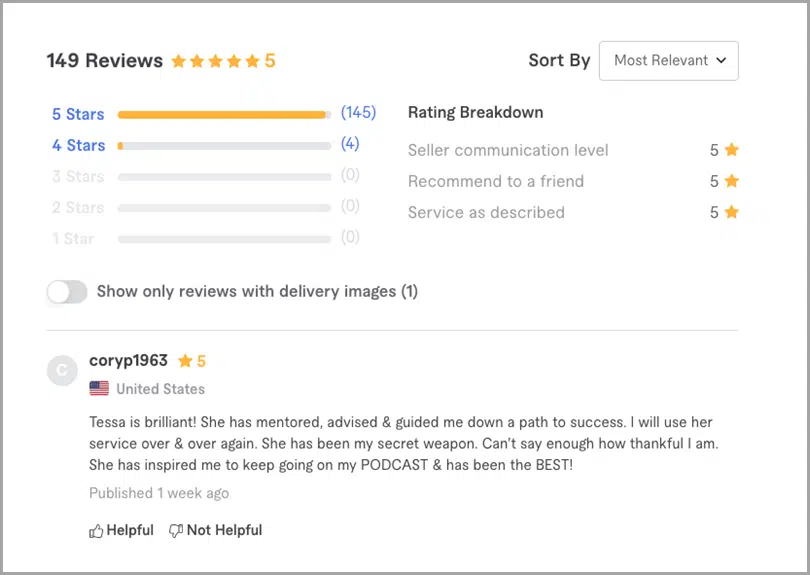 149 Reviews 5
Sort By Most Relevant
5 Stars (145)
4 Stars (4)
3 Stars (0)
2 Stars (0)
1 Star (0)
Rating Breakdown
Seller communication level 5
Recommend to a friend 5
Service as described 5
Show only reviews with delivery images (1)
C
coryp1963 5
United States
Tessa is brilliant! She has mentored, advised & guided me down a path to success. I will use her
service over & over again. She has been my secret weapon. Can't say enough how thankful I am.
She has inspired me to keep going on my PODCAST & has been the BEST!
Published 1 week ago
Helpful Not Helpful